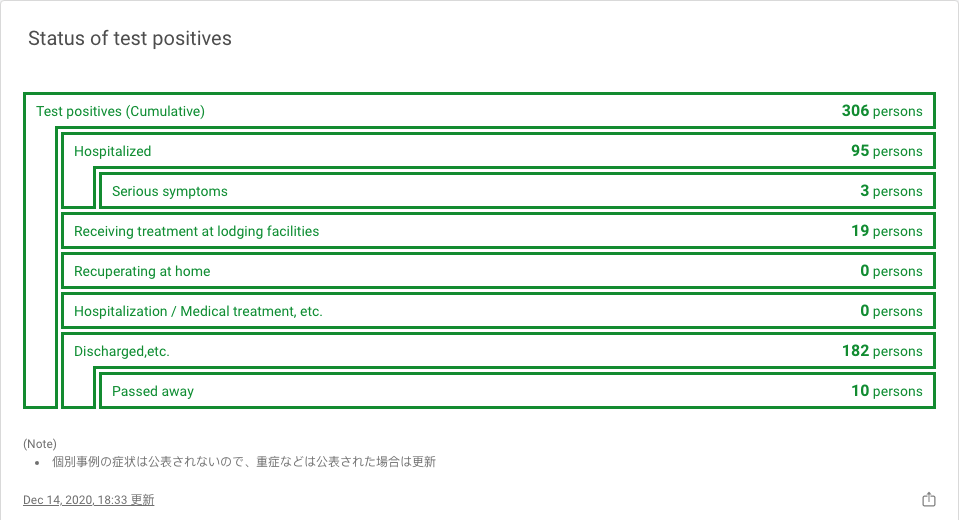 Status of test positives
Test positives (Cumulative) 306 persons
Hospitalized 95 persons
Serious symptoms 3 persons
Receiving treatment at lodging facilities 19 persons
Recuperating at home 0 persons
Hospitalization / Medical treatment, etc. 0 persons
Discharged,etc. 182 persons
Passed away 10 persons
(Note)
• 個別事例の症状は公表されないので、重症などは公表された場合は更新
Dec 14, 2020, 18:33 更新